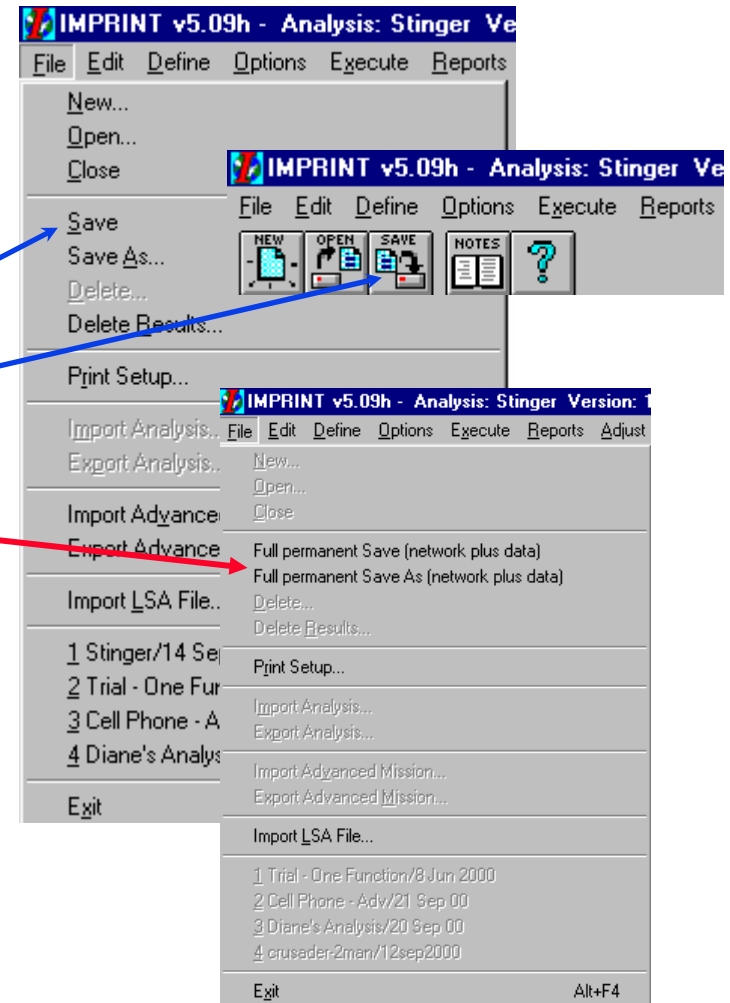 IMPRINT v5.09h - Analysis: Stinger Ve
File Edit Define Options Execute Reports
New...
Open...
Close
Save
Save As...
Delete...
Delete Results...
Print Setup...
Import Analysis..
Export Analysis..
Import Advance
Export Advance
Import LSA File..
1 Stinger/14 Se
2 Trial - One Fur
3 Cell Phone - A
4 Diane's Analys
Exit
IMPRINT v5.09h - Analysis: Stinger Ve
File Edit Define Options Execute Reports
NEW OPEN SAVE NOTES ?
IMPRINT v5.09h - Analysis: Stinger Version: 1
File Edit Define Options Execute Reports Adjust
New...
Open...
Close
Full permanent Save (network plus data)
Full permanent Save As (network plus data)
Delete...
Delete Results...
Print Setup...
Import Analysis...
Export Analysis...
Import Advanced Mission...
Export Advanced Mission...
Import LSA File...
1 Trial - One Function/8 Jun 2000
2 Cell Phone - Adv/21 Sep 00
3 Diane's Analysis/20 Sep 00
4 crusader-2man/12sep2000
Exit Alt+F4